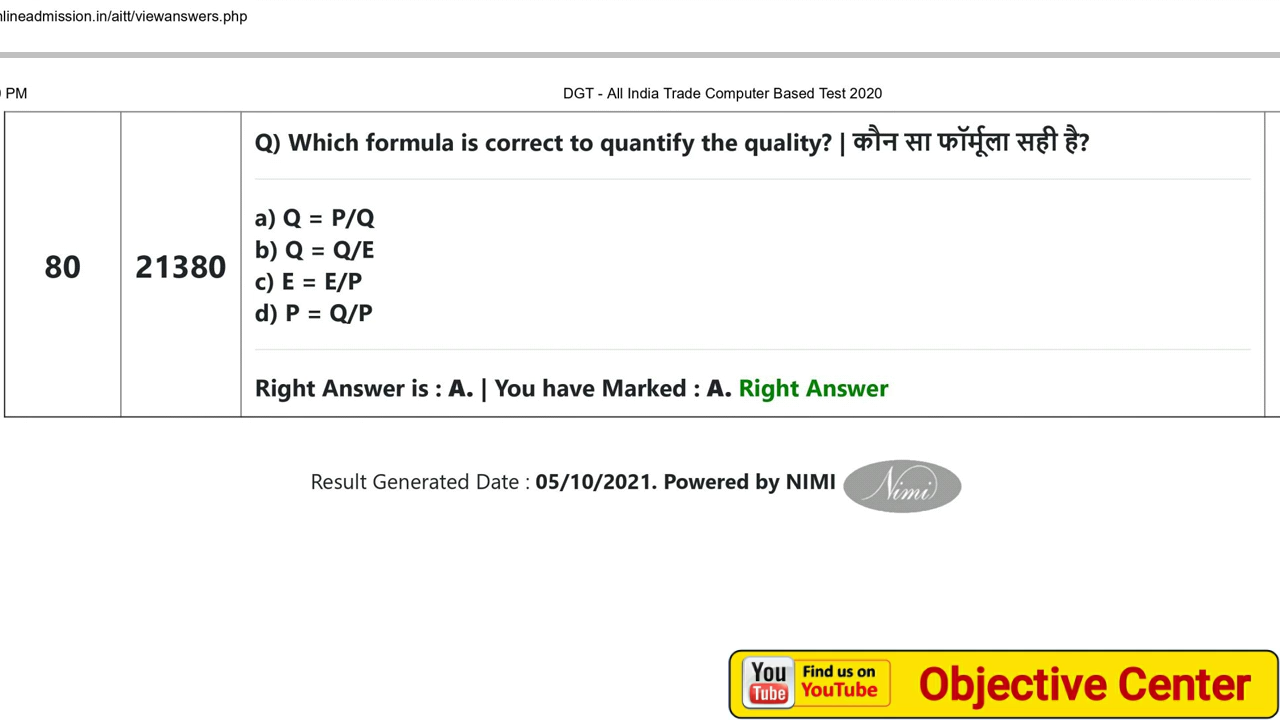 nlineadmission.in/aitt/viewanswers.php
PM
DGT - All India Trade Computer Based Test 2020
Q) Which formula is correct to quantify the quality? | कौन सा फॉर्मूला सही है?
a) Q = P/Q
b) Q = Q/E
80 21380
c) E = E/P
d) P = Q/P
Right Answer is : A. | You have Marked : A. Right Answer
Result Generated Date : 05/10/2021. Powered by NIMI Nimi
You Tube
Find us on
YouTube
Objective Center